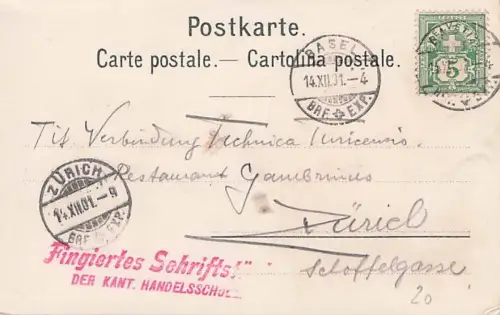 Postkarte.
Carte postale. — Cartolina postale.
HELVETIA
5
BASEL
14.XII.01.-4
BRF. EXP.
Tit Verbindung Technica Turicensis
Restaurant Gambrinus
Zürich
Schoffelgasse
20
ZÜRICH
14.XII.01.-9
BRF. EXP.
"Fingiertes Schrifts."
DER KANT. HANDELSSCHULE